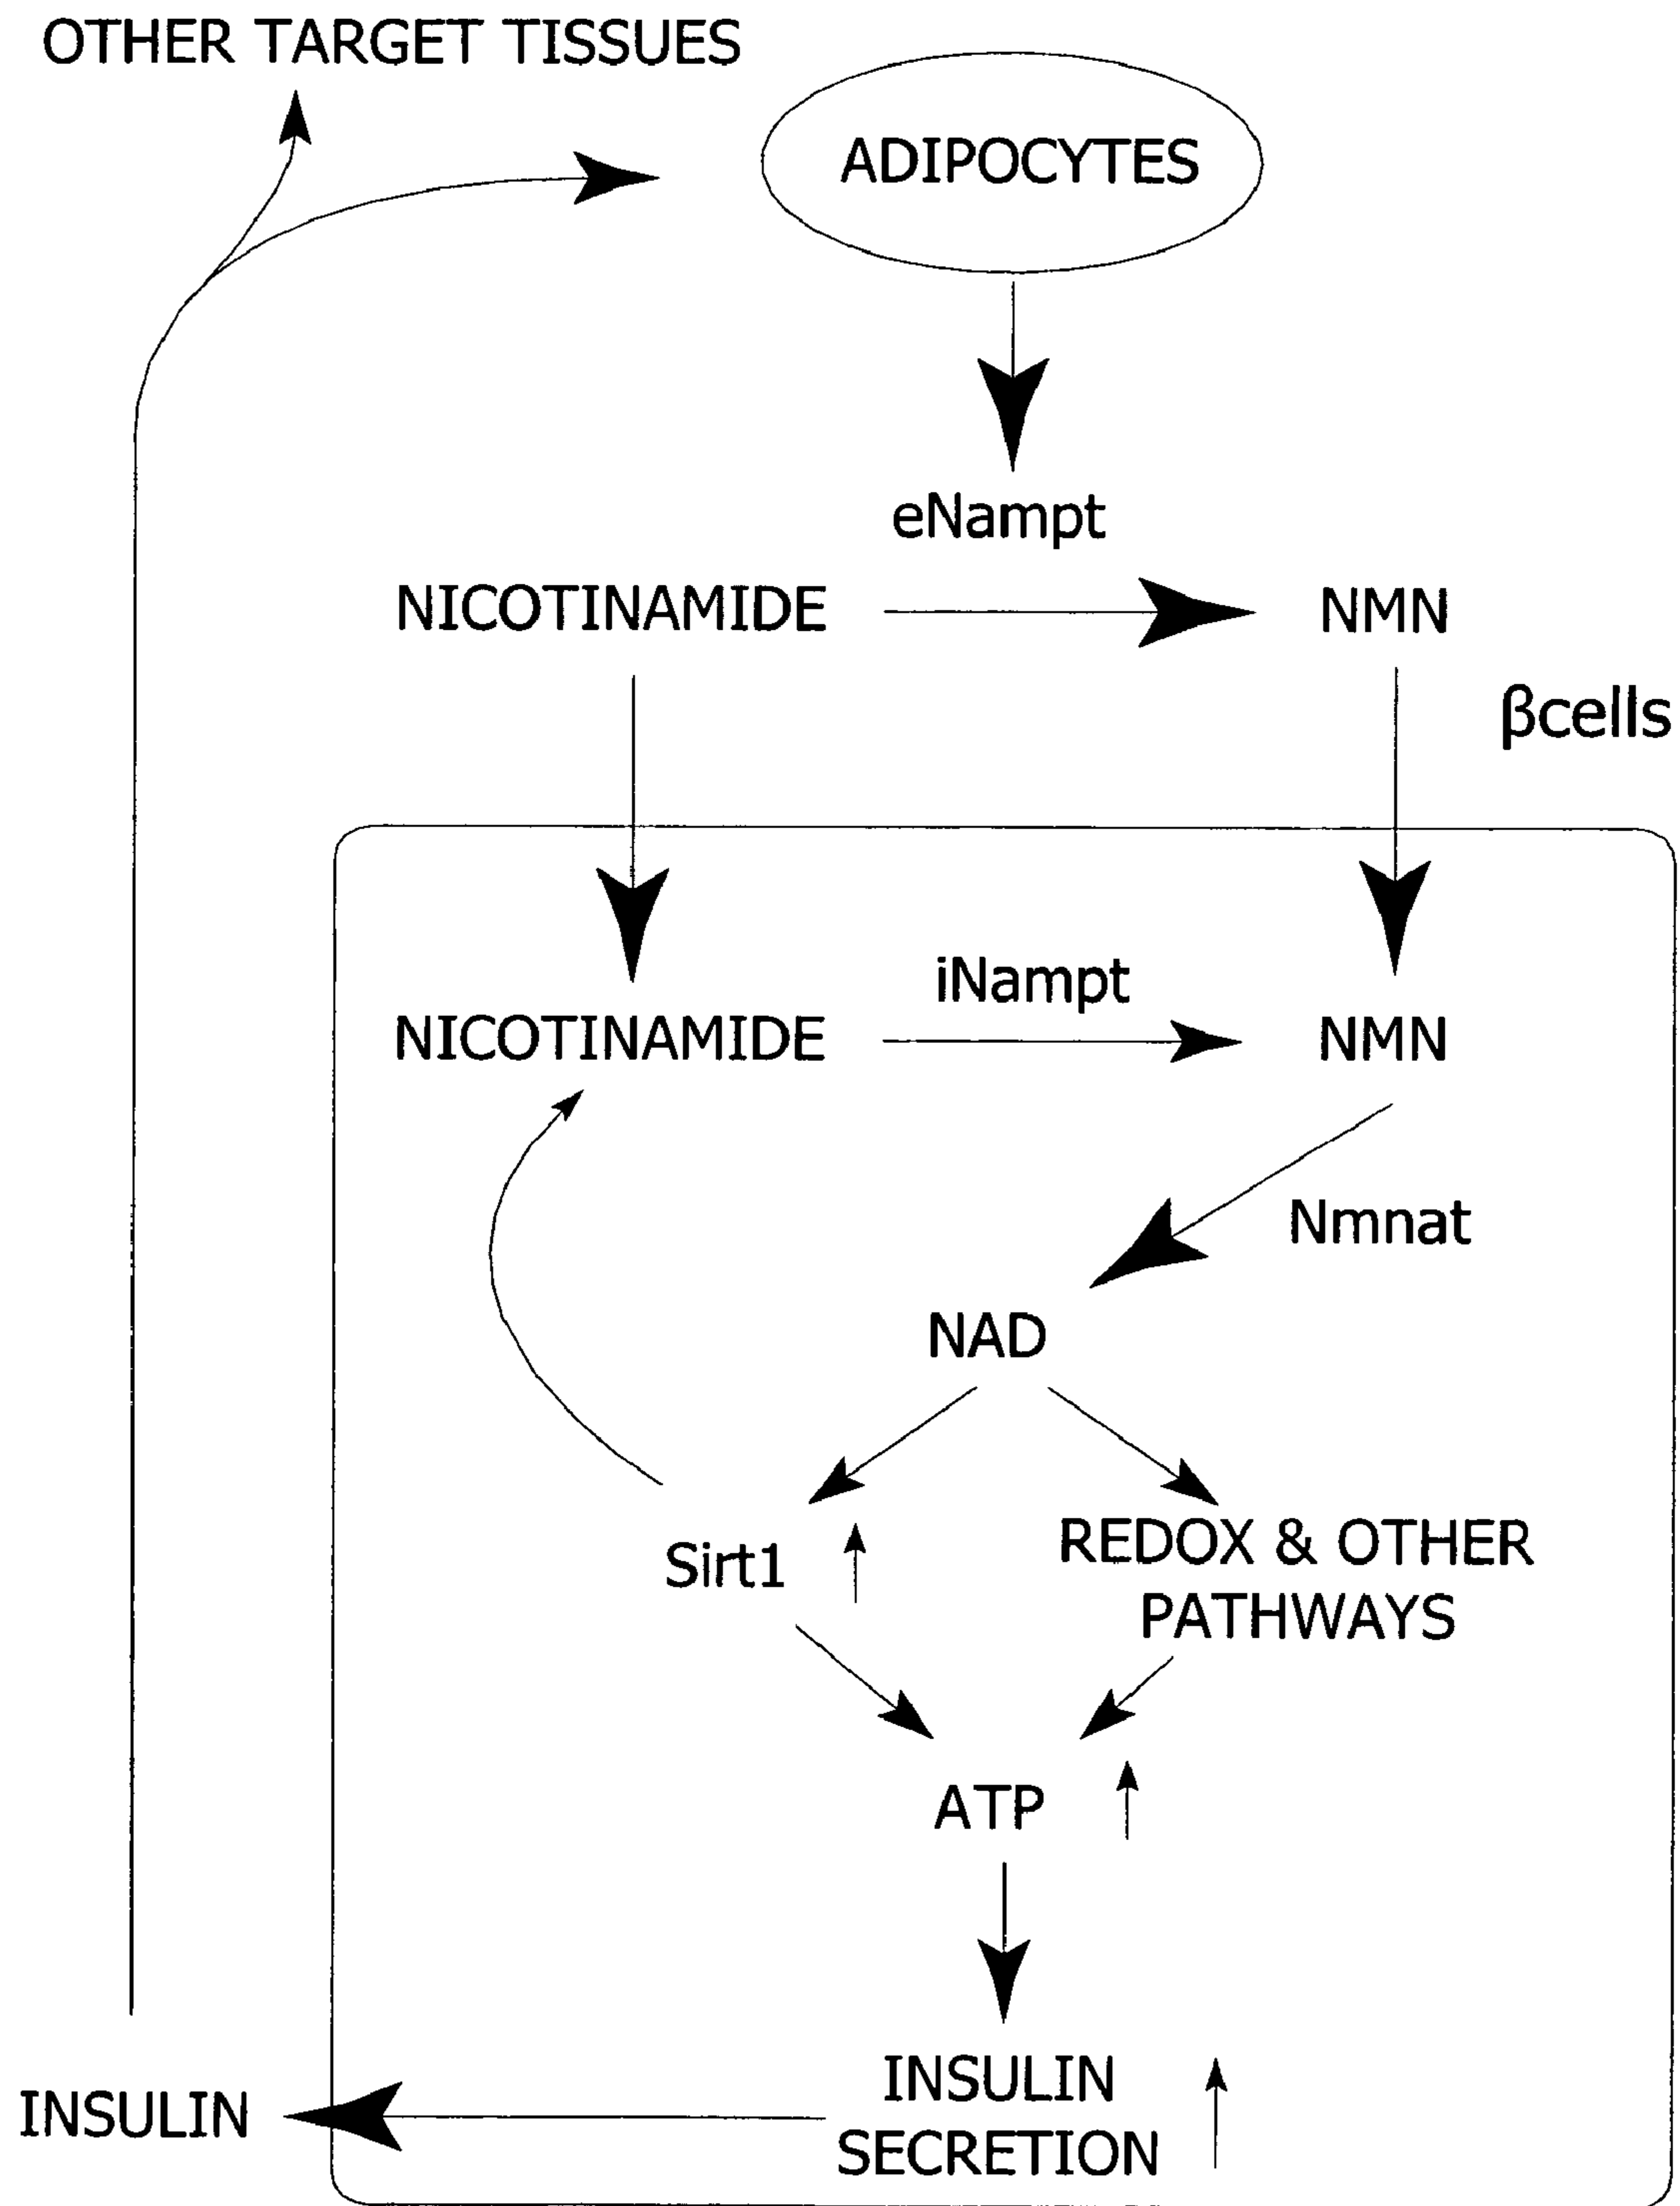 OTHER TARGET TISSUES
ADIPOCYTES
eNampt
NICOTINAMIDE
NMN
βcells
iNampt
NICOTINAMIDE
NMN
Nmnat
NAD
Sirt1
REDOX & OTHER
PATHWAYS
ATP
INSULIN
SECRETION
INSULIN